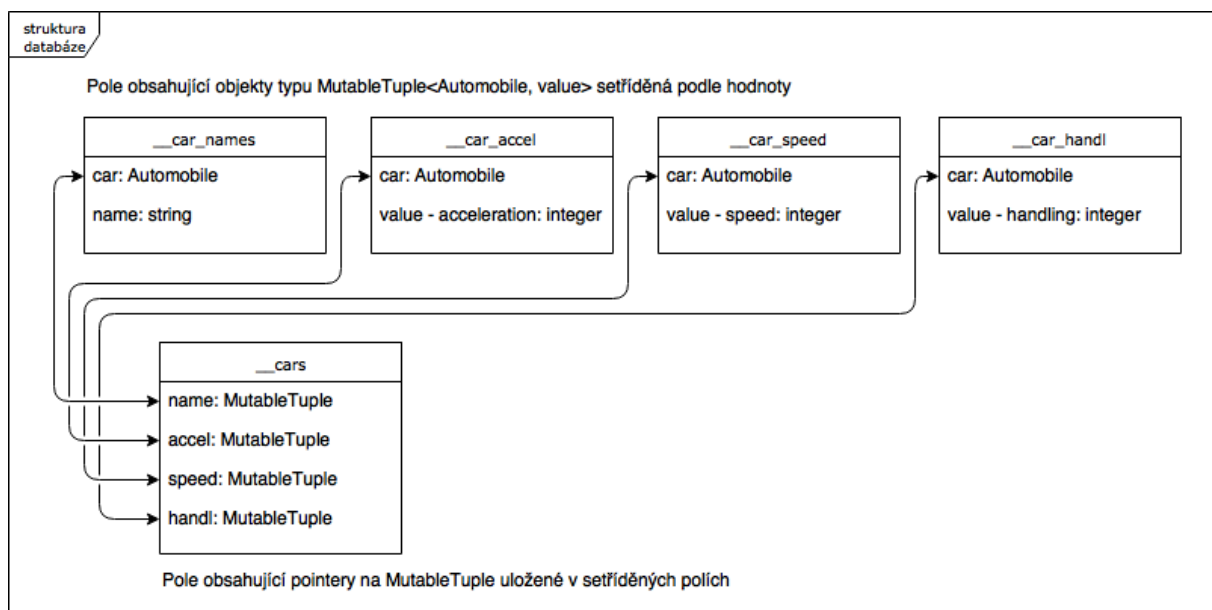 struktura
databáze
Pole obsahující objekty typu MutableTuple<Automobile, value> setříděná podle hodnoty
__car_names
car: Automobile
name: string
__car_accel
car: Automobile
value - acceleration: integer
__car_speed
car: Automobile
value - speed: integer
__car_handl
car: Automobile
value - handling: integer
__cars
name: MutableTuple
accel: MutableTuple
speed: MutableTuple
handl: MutableTuple
Pole obsahující pointery na MutableTuple uložené v setříděných polích